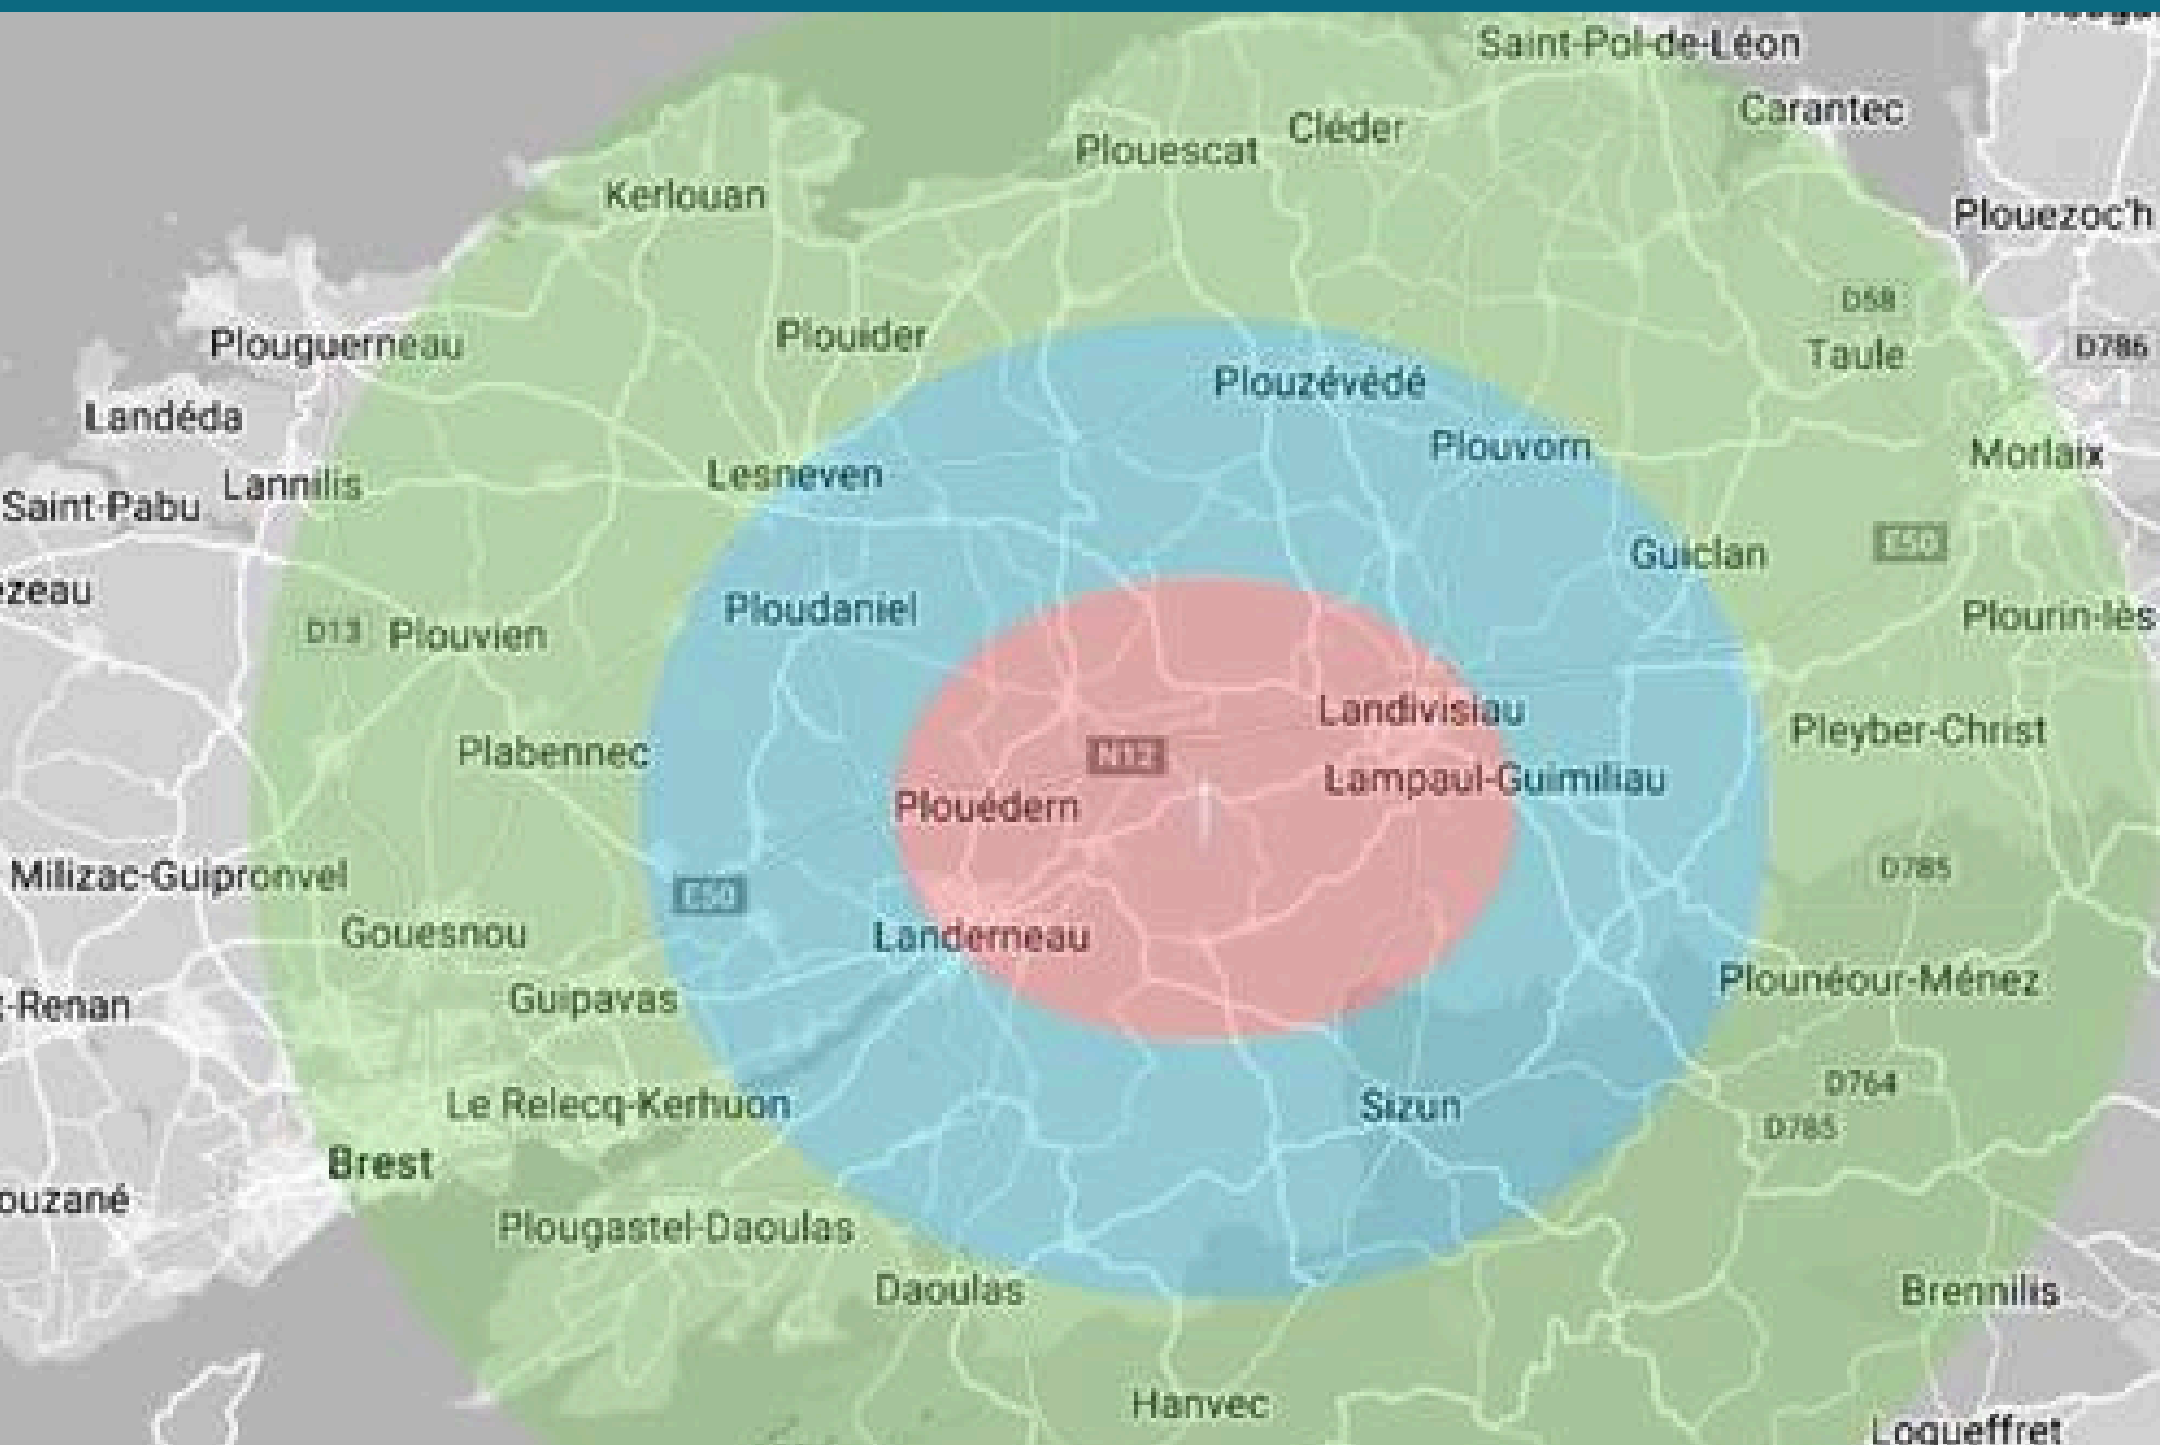 Saint-Pol-de-Léon
Carantec
Cléder
Plouescat
Kerlouan
Plouezoc'h
D58
Plouider
Plouguerneau
Taule
D786
Plouzévédé
Landéda
Plouvorn
Morlaix
Lesneven
Lannilis
Saint-Pabu
E50
Guiclan
zeau
Ploudaniel
Plourin-lès
D13
Plouvien
Landivisiau
Pleyber-Christ
Plabennec
N12
Lampaul-Guimiliau
Plouédern
D785
Milizac-Guipronvel
E50
Gouesnou
Landerneau
Plounéour-Ménez
Guipavas
-Renan
D764
Le Relecq-Kerhuon
Sizun
D785
Brest
ouzané
Plougastel-Daoulas
Daoulas
Brennilis
Hanvec
Loqueffret